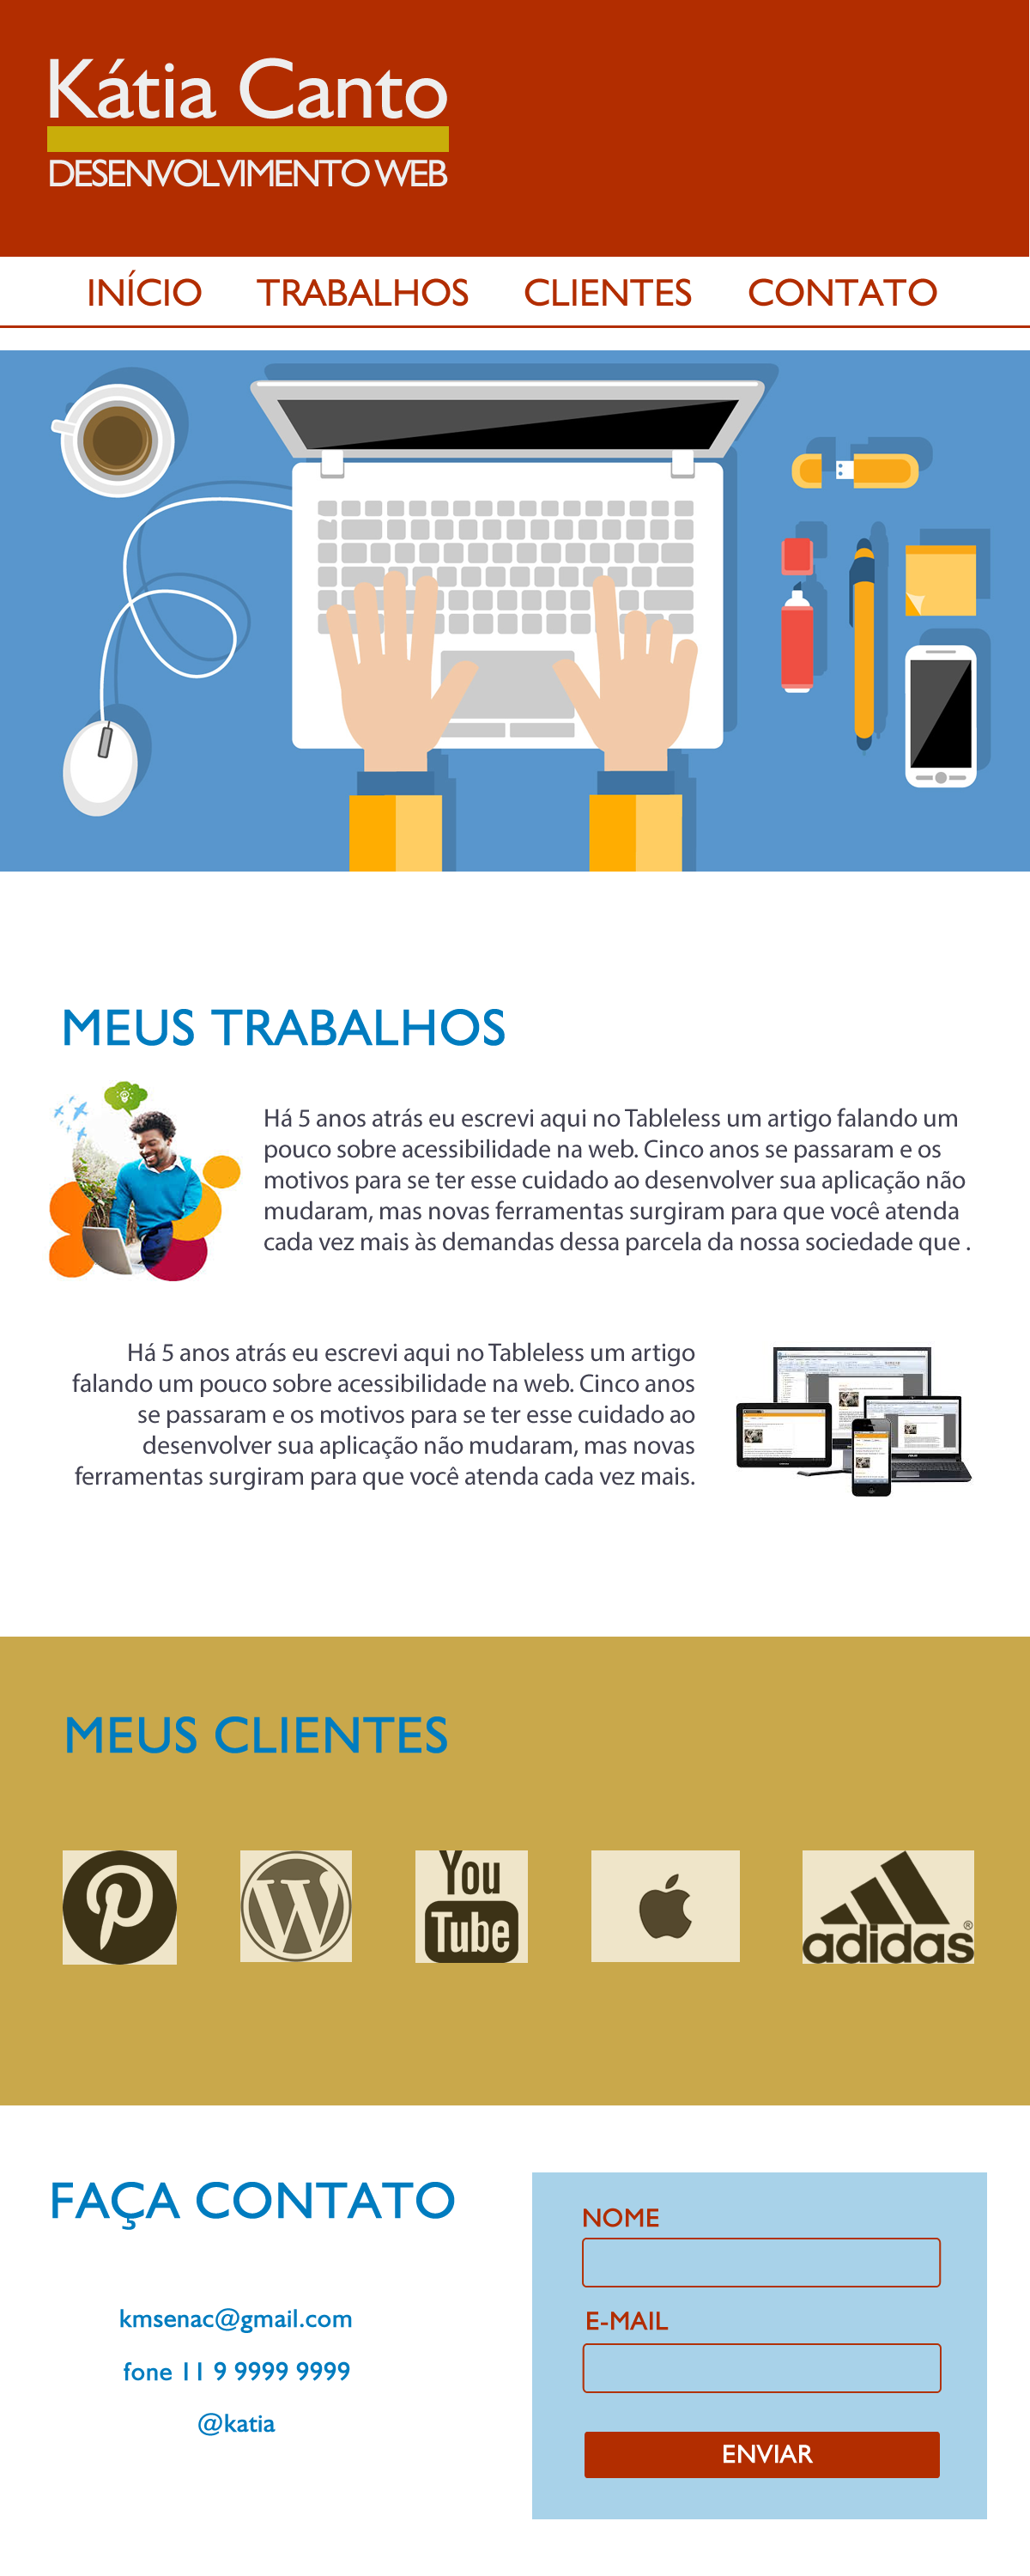 Kátia Canto
DESENVOLVIMENTO WEB
INÍCIO TRABALHOS CLIENTES CONTATO
MEUS TRABALHOS
Há 5 anos atrás eu escrevi aqui no Tableless um artigo falando um
pouco sobre acessibilidade na web. Cinco anos se passaram e os
motivos para se ter esse cuidado ao desenvolver sua aplicação não
mudaram, mas novas ferramentas surgiram para que você atenda
cada vez mais às demandas dessa parcela da nossa sociedade que .
Há 5 anos atrás eu escrevi aqui no Tableless um artigo
falando um pouco sobre acessibilidade na web. Cinco anos
se passaram e os motivos para se ter esse cuidado ao
desenvolver sua aplicação não mudaram, mas novas
ferramentas surgiram para que você atenda cada vez mais.
MEUS CLIENTES
You
Tube
adidas®
FAÇA CONTATO
kmsenac@gmail.com
fone 11 9 9999 9999
@katia
NOME
E-MAIL
ENVIAR